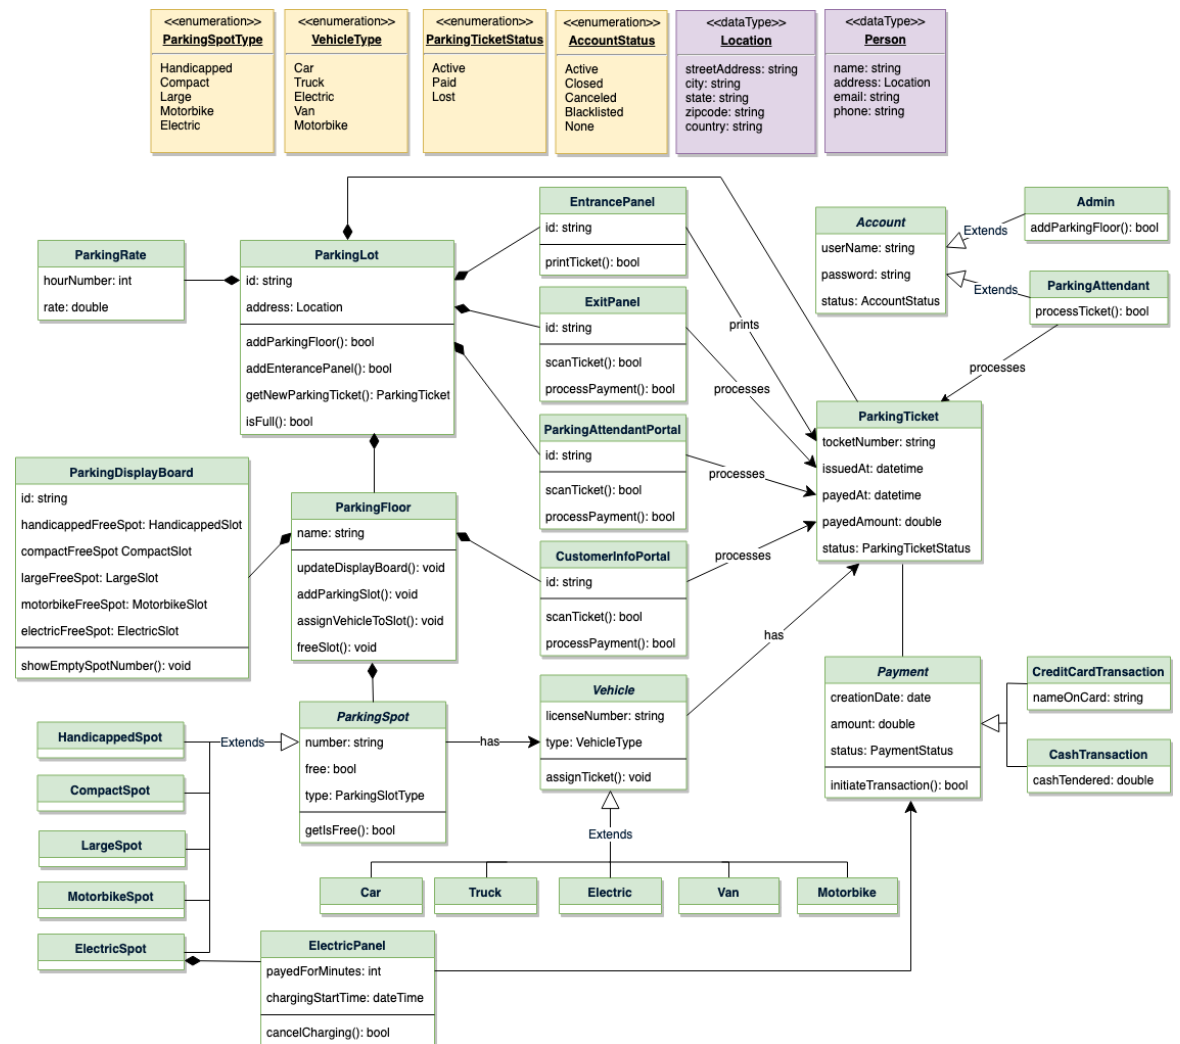 <<enumeration>>
ParkingSpotType
Handicapped
Compact
Large
Motorbike
Electric
<<enumeration>>
VehicleType
Car
Truck
Electric
Van
Motorbike
<<enumeration>>
ParkingTicketStatus
Active
Paid
Lost
<<enumeration>>
AccountStatus
Active
Closed
Canceled
Blacklisted
None
<<dataType>>
Location
streetAddress: string
city: string
state: string
zipcode: string
country: string
<<dataType>>
Person
name: string
address: Location
email: string
phone: string
ParkingRate
hourNumber: int
rate: double
ParkingLot
id: string
address: Location
addParkingFloor(): bool
addEnterancePanel(): bool
getNewParkingTicket(): ParkingTicket
isFull(): bool
EntrancePanel
id: string
printTicket(): bool
ExitPanel
id: string
scanTicket(): bool
processPayment(): bool
ParkingAttendantPortal
id: string
scanTicket(): bool
processPayment(): bool
CustomerInfoPortal
id: string
scanTicket(): bool
processPayment(): bool
prints
processes
processes
processes
Account
userName: string
password: string
status: AccountStatus
Extends
Extends
Admin
addParkingFloor(): bool
ParkingAttendant
processTicket(): bool
processes
ParkingTicket
tocketNumber: string
issuedAt: datetime
payedAt: datetime
payedAmount: double
status: ParkingTicketStatus
ParkingDisplayBoard
id: string
handicappedFreeSpot: HandicappedSlot
compactFreeSpot CompactSlot
largeFreeSpot: LargeSlot
motorbikeFreeSpot: MotorbikeSlot
electricFreeSpot: ElectricSlot
showEmptySpotNumber(): void
ParkingFloor
name: string
updateDisplayBoard(): void
addParkingSlot(): void
assignVehicleToSlot(): void
freeSlot(): void
has
Vehicle
licenseNumber: string
type: VehicleType
assignTicket(): void
Payment
creationDate: date
amount: double
status: PaymentStatus
initiateTransaction(): bool
CreditCardTransaction
nameOnCard: string
CashTransaction
cashTendered: double
ParkingSpot
number: string
free: bool
type: ParkingSlotType
getIsFree(): bool
has
Extends
HandicappedSpot
CompactSpot
LargeSpot
MotorbikeSpot
ElectricSpot
Extends
Car
Truck
Electric
Van
Motorbike
ElectricPanel
payedForMinutes: int
chargingStartTime: dateTime
cancelCharging(): bool